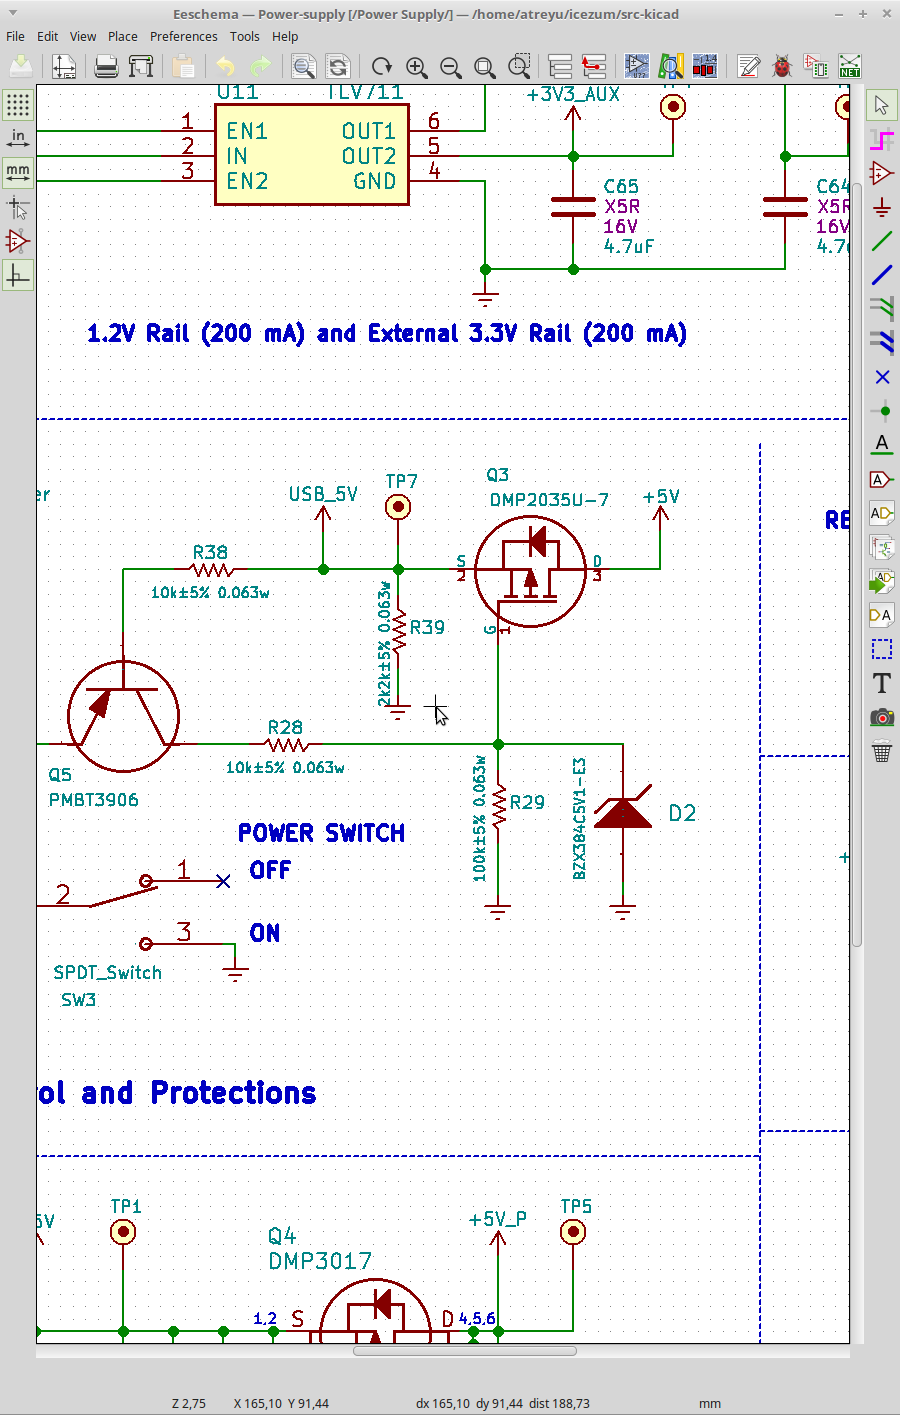 Eeschema — Power-supply [/Power Supply/] — /home/atreyu/icezum/src-kicad
File Edit View Place Preferences Tools Help
in
mm
U11 TLV711
1 EN1 OUT1 6
2 IN OUT2 5
3 EN2 GND 4
+3V3_AUX
C65
X5R
16V
4.7uF
C64
X5R
16V
1.2V Rail (200 mA) and External 3.3V Rail (200 mA)
USB_5V
TP7
Q3
DMP2035U-7
+5V
R38
10k±5% 0.063w
S
2
D
3
G
1
2k2k±5% 0.063w
R39
R28
10k±5% 0.063w
Q5
PMBT3906
100k±5% 0.063w
R29
BZX384C5V1-E3
D2
POWER SWITCH
OFF
1
2
ON
3
SPDT_Switch
SW3
ol and Protections
TP1
Q4
DMP3017
+5V_P
TP5
1,2 S
D 4,5,6
NET
A
A
AD
AD
DA
T
Z 2,75 X 165,10 Y 91,44 dx 165,10 dy 91,44 dist 188,73 mm